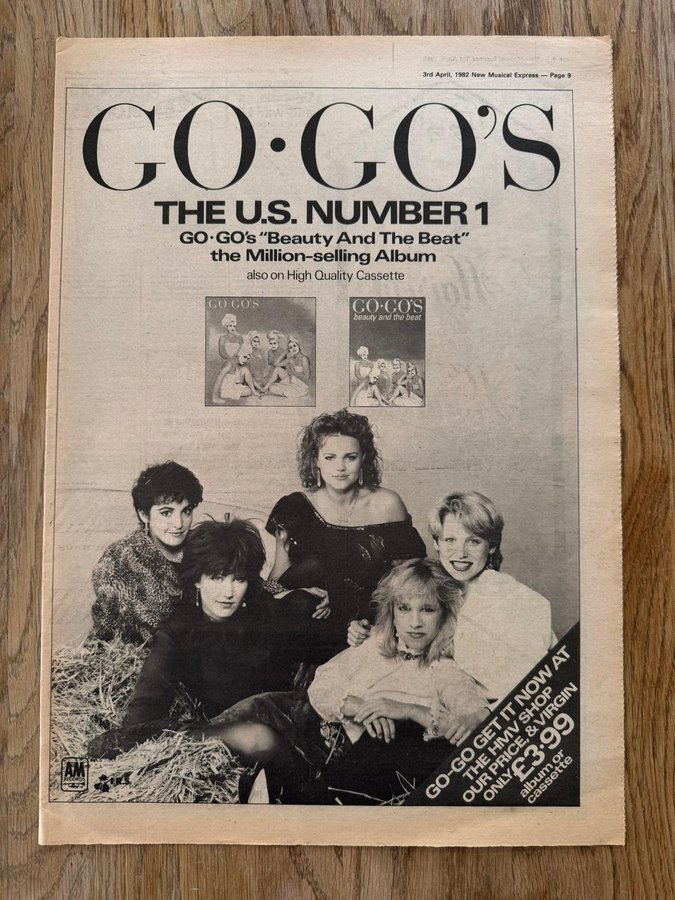 3rd April, 1982 New Musical Express — Page 9
GO·GO'S
THE U.S. NUMBER 1
GO·GO's "Beauty And The Beat"
the Million-selling Album
also on High Quality Cassette
GO·GO'S
GO·GO'S
beauty and the beat
GO-GO GET IT NOW AT
THE HMV SHOP
OUR PRICE, & VIRGIN
ONLY £3·99
album or
cassette
AM
RECORDS
I.R.S.